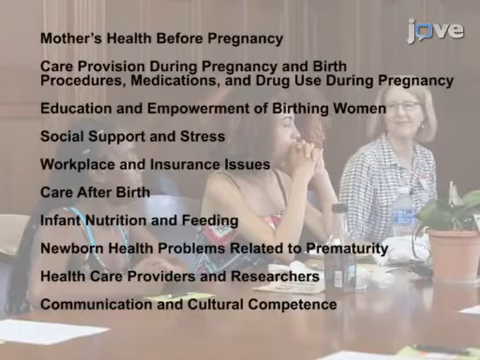 jove
Mother's Health Before Pregnancy
Care Provision During Pregnancy and Birth
Procedures, Medications, and Drug Use During Pregnancy
Education and Empowerment of Birthing Women
Social Support and Stress
Workplace and Insurance Issues
Care After Birth
Infant Nutrition and Feeding
Newborn Health Problems Related to Prematurity
Health Care Providers and Researchers
Communication and Cultural Competence